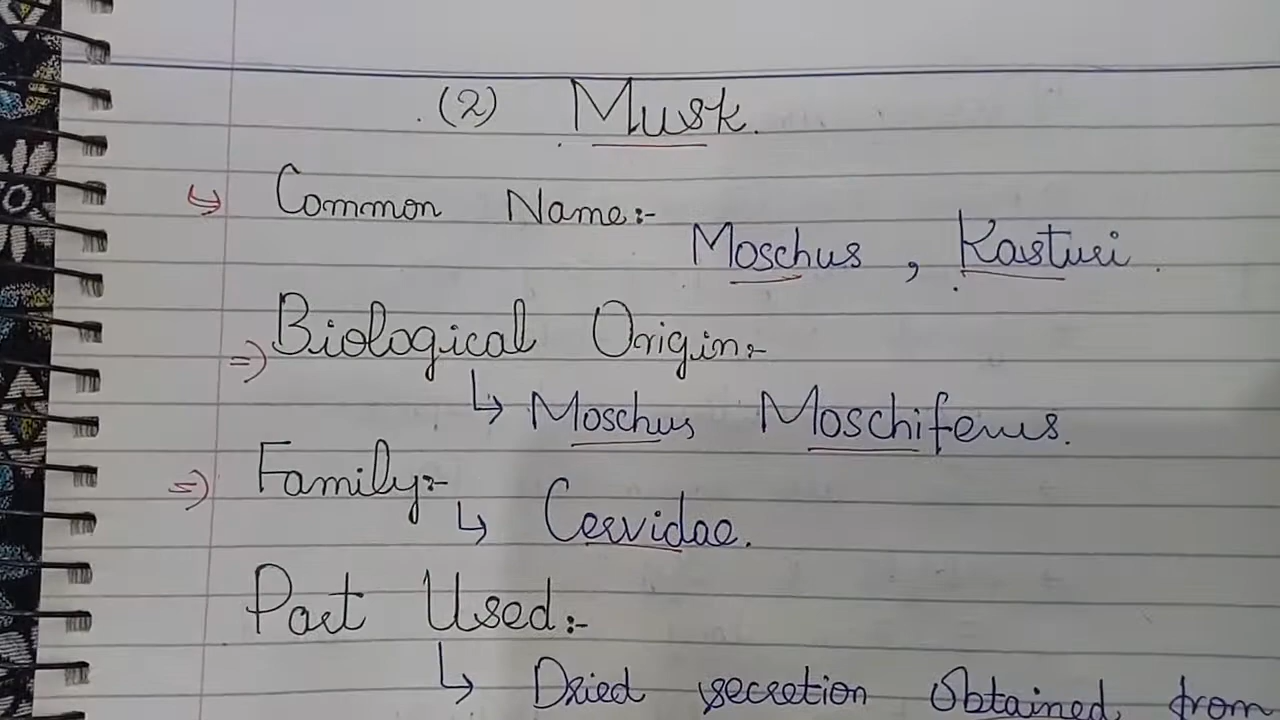 (2) Musk.
Common Name:-
Moschus , Kasturi .
Biological Origin:-
Moschus Moschiferus.
Family:-
Cervidae.
Part Used:-
Dried secretion obtained from